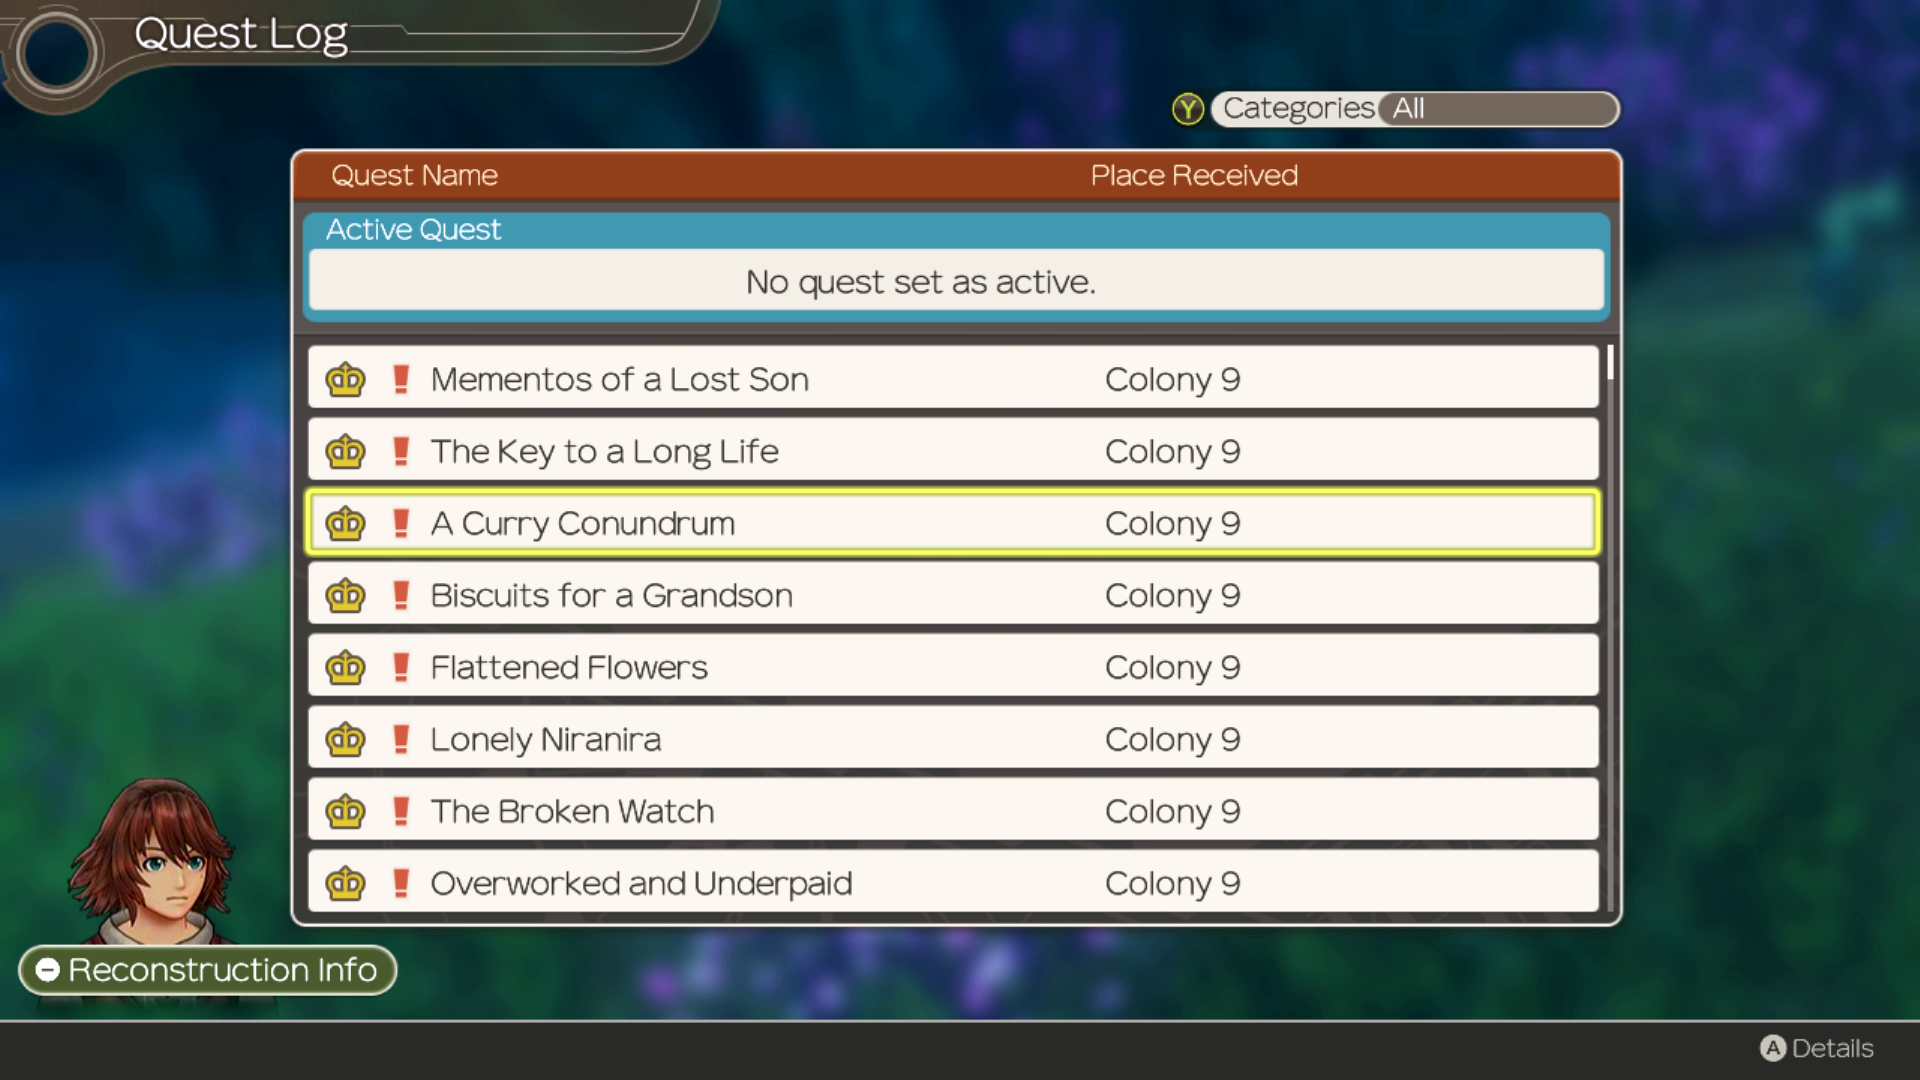 Quest Log
Y Categories All
Quest Name Place Received
Active Quest
No quest set as active.
! Mementos of a Lost Son Colony 9
! The Key to a Long Life Colony 9
! A Curry Conundrum Colony 9
! Biscuits for a Grandson Colony 9
! Flattened Flowers Colony 9
! Lonely Niranira Colony 9
! The Broken Watch Colony 9
! Overworked and Underpaid Colony 9
Reconstruction Info
A Details